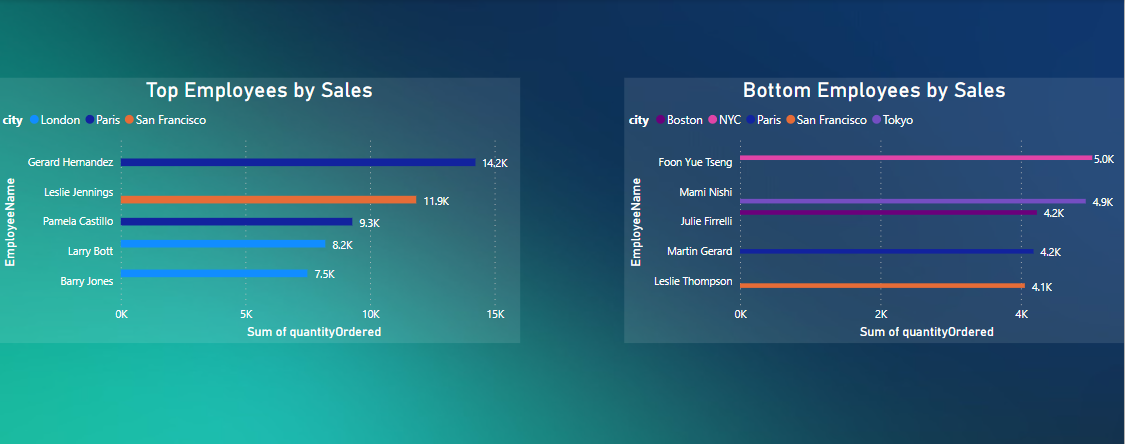 Top Employees by Sales
city London Paris San Francisco
EmployeeName
Gerard Hernandez 14.2K
Leslie Jennings 11.9K
Pamela Castillo 9.3K
Larry Bott 8.2K
Barry Jones 7.5K
0K 5K 10K 15K
Sum of quantityOrdered
Bottom Employees by Sales
city Boston NYC Paris San Francisco Tokyo
EmployeeName
Foon Yue Tseng 5.0K
Mami Nishi 4.9K
Julie Firrelli 4.2K
Martin Gerard 4.2K
Leslie Thompson 4.1K
0K 2K 4K
Sum of quantityOrdered